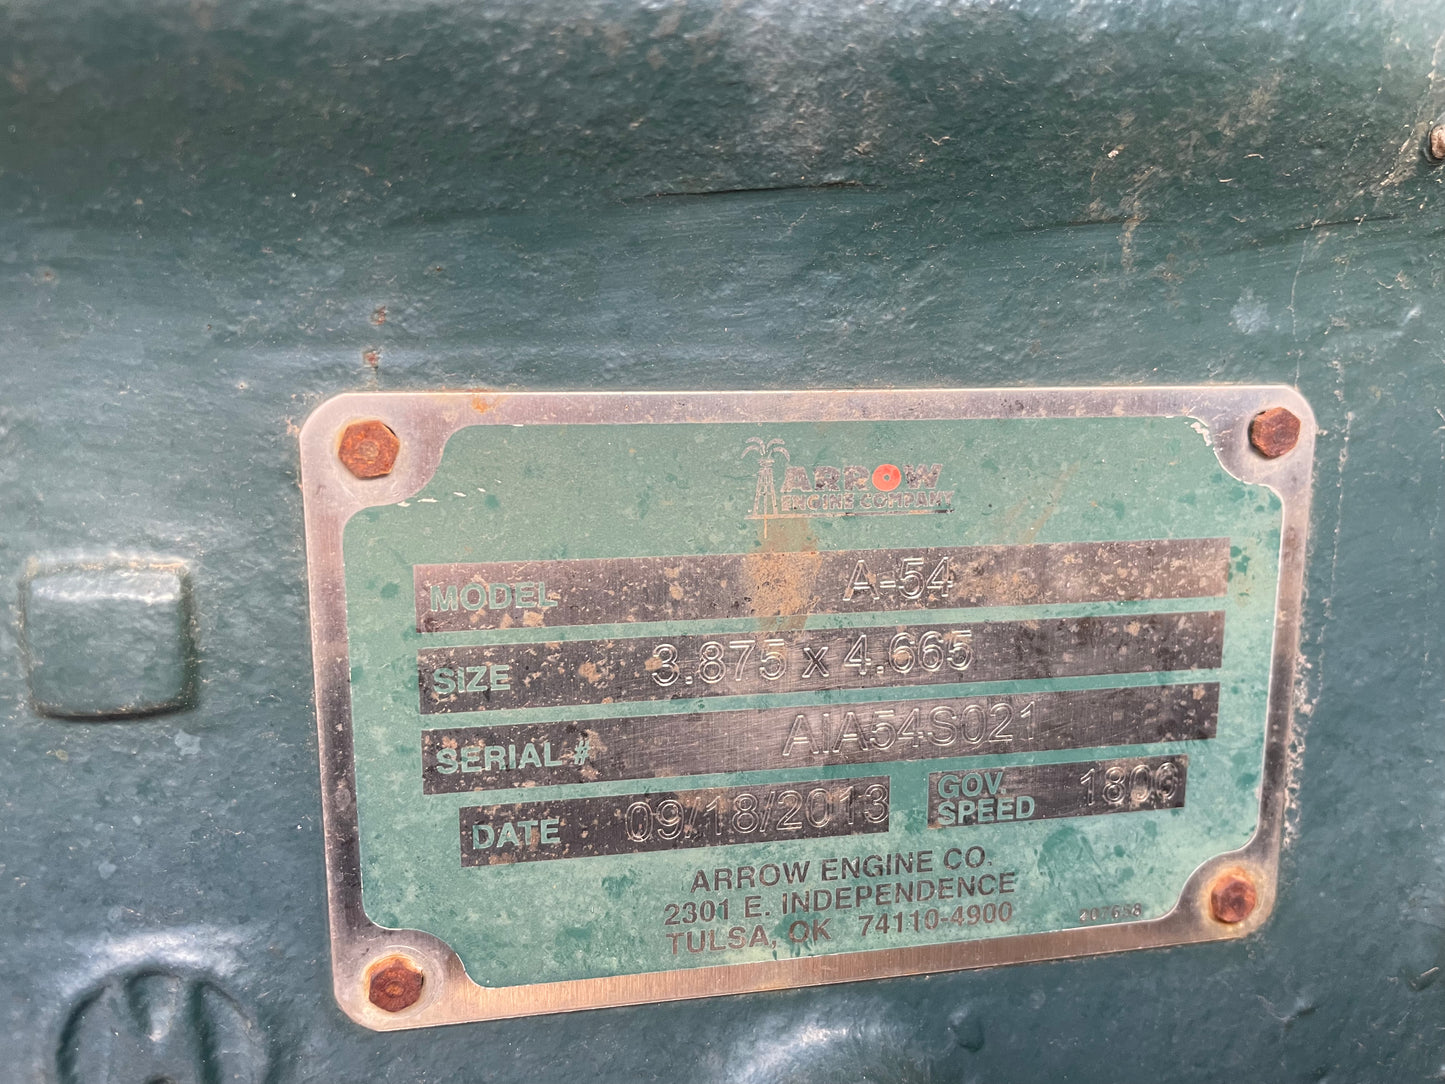 ARROW
ENGINE COMPANY
MODEL A-54
SIZE 3.875 x 4.665
SERIAL # AIA54S021
DATE 09/18/2013 GOV. SPEED 1806
ARROW ENGINE CO.
2301 E. INDEPENDENCE
TULSA, OK 74110-4900